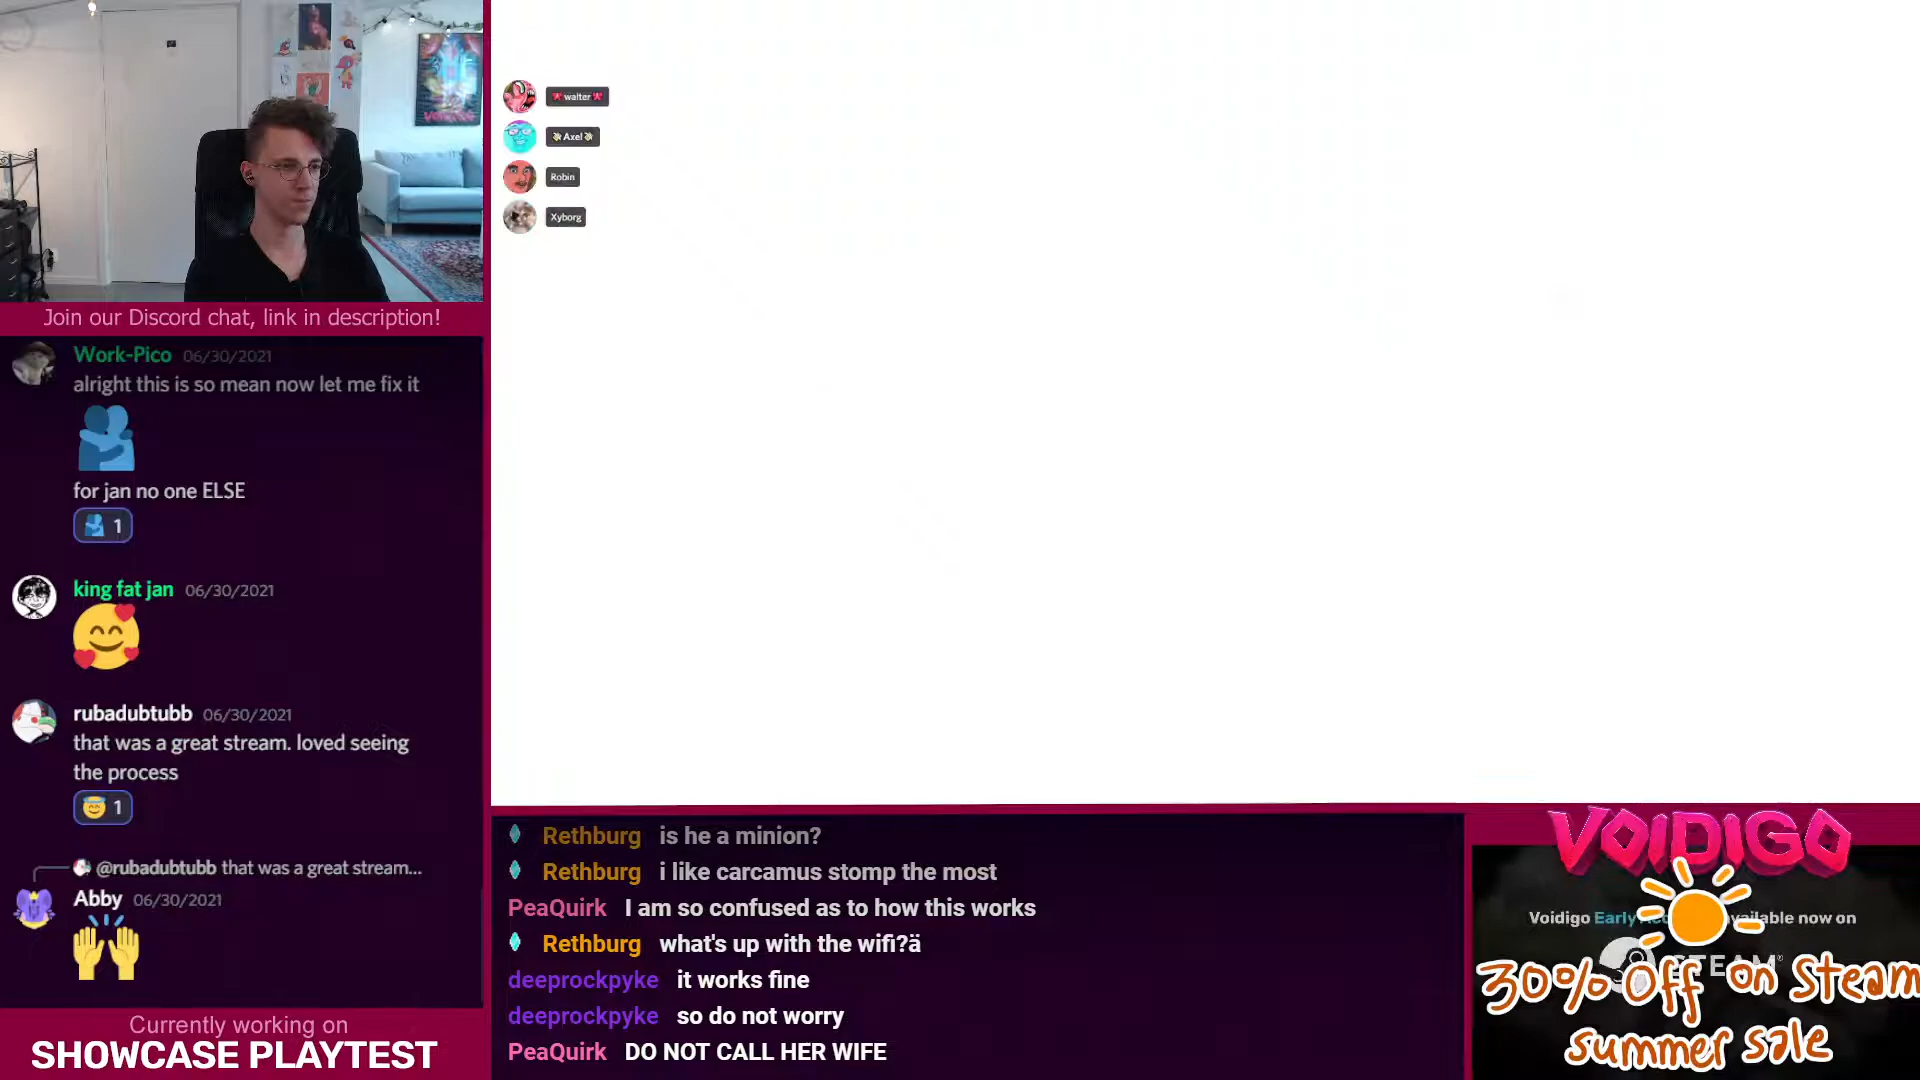 walter
Axel
Robin
Xyborg
Join our Discord chat, link in description!
Work-Pico 06/30/2021
alright this is so mean now let me fix it
for jan no one ELSE
1
king fat jan 06/30/2021
rubadubtubb 06/30/2021
that was a great stream. loved seeing
the process
1
@rubadubtubb that was a great stream...
Abby 06/30/2021
Currently working on
SHOWCASE PLAYTEST
Rethburg is he a minion?
Rethburg i like carcamus stomp the most
PeaQuirk I am so confused as to how this works
Rethburg what's up with the wifi?ä
deeprockpyke it works fine
deeprockpyke so do not worry
PeaQuirk DO NOT CALL HER WIFE
VOIDIGO
Voidigo Early available now on
STEAM
30% Off on Steam
summer sale